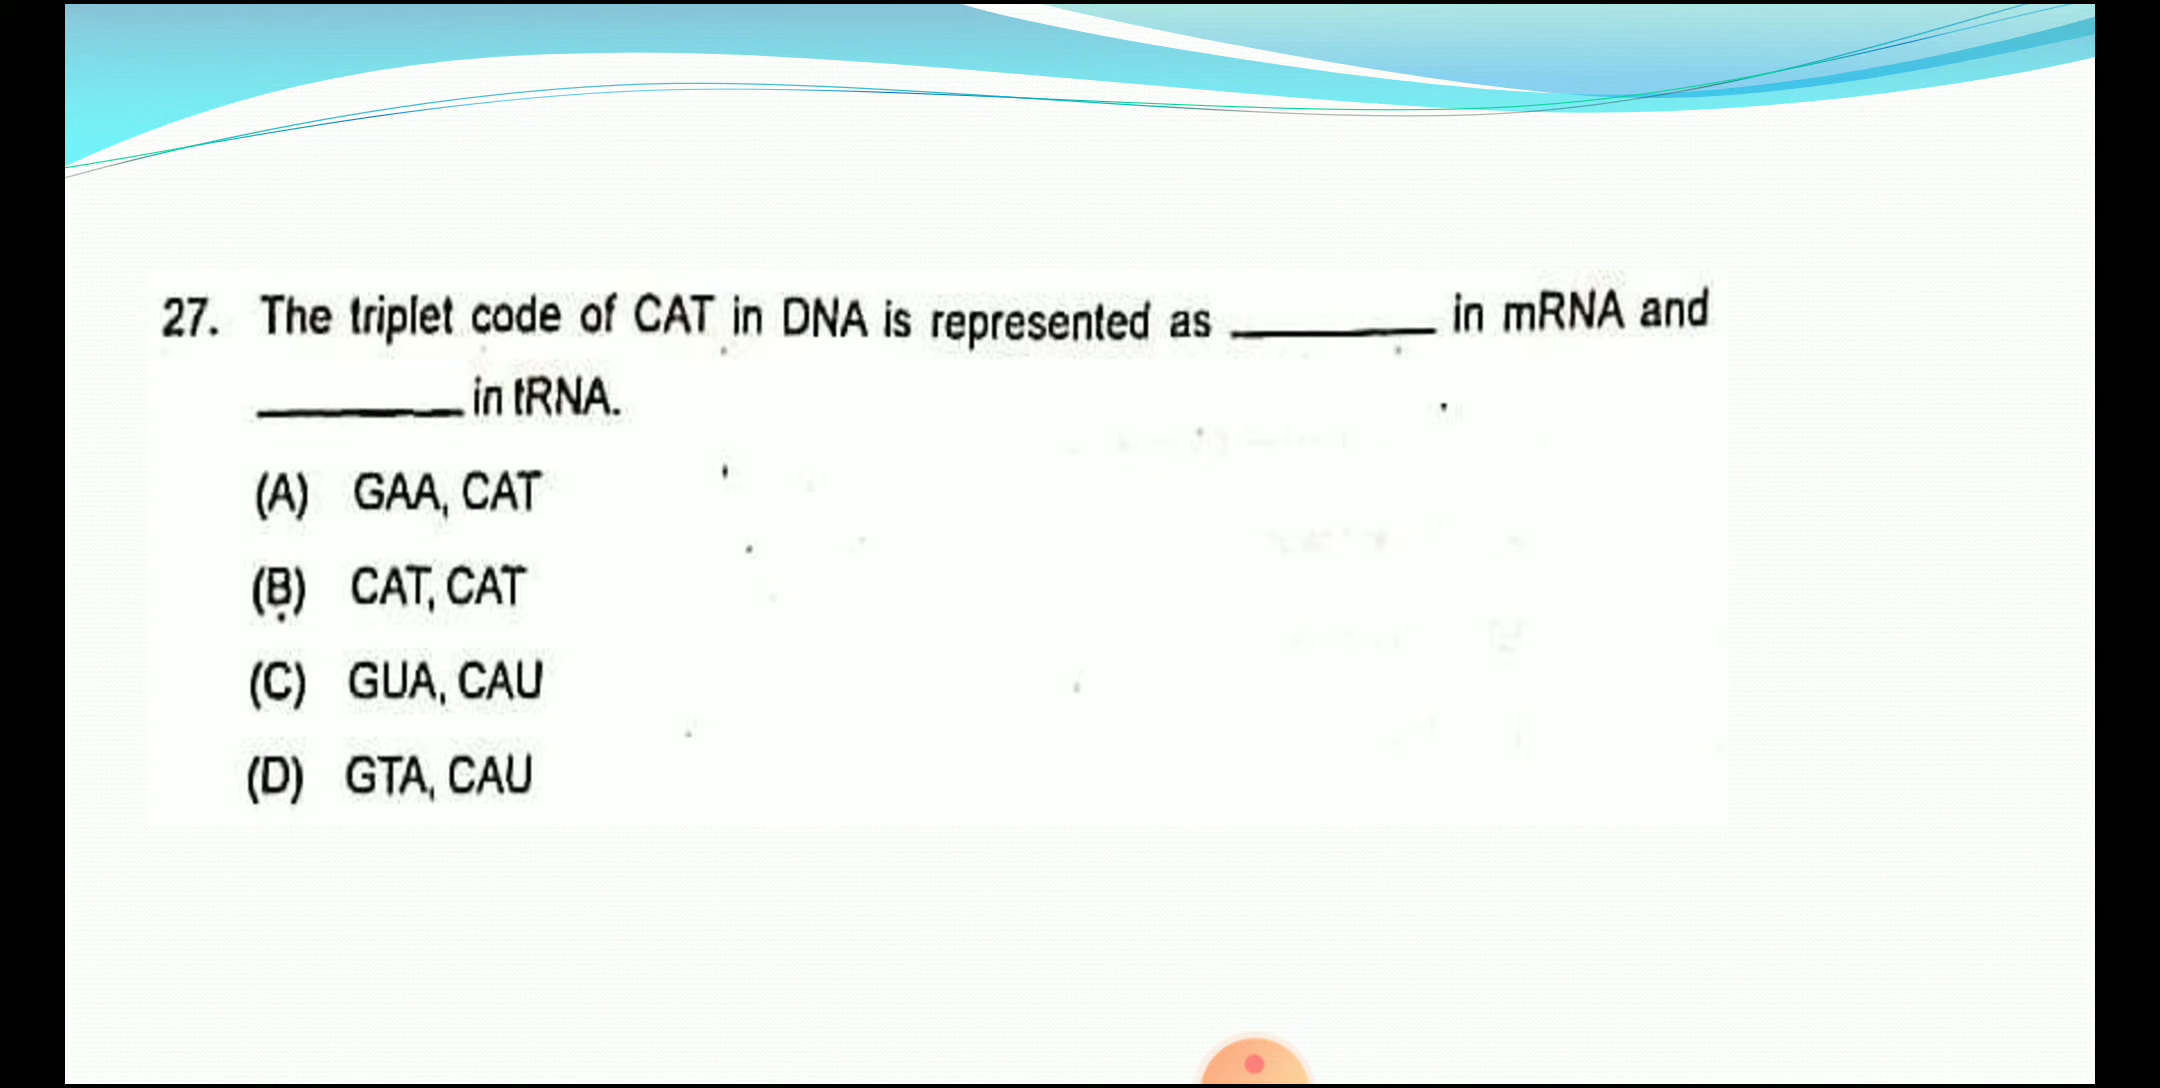 27. The triplet code of CAT in DNA is represented as ________ in mRNA and
________ in tRNA.
(A) GAA, CAT
(B) CAT, CAT
(C) GUA, CAU
(D) GTA, CAU